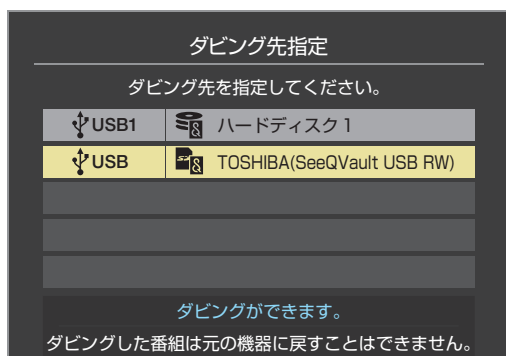 ダビング先指定
ダビング先を指定してください。
USB1 & ハードディスク1
USB SD & TOSHIBA(SeeQVault USB RW)
ダビングができます。
ダビングした番組は元の機器に戻すことはできません。